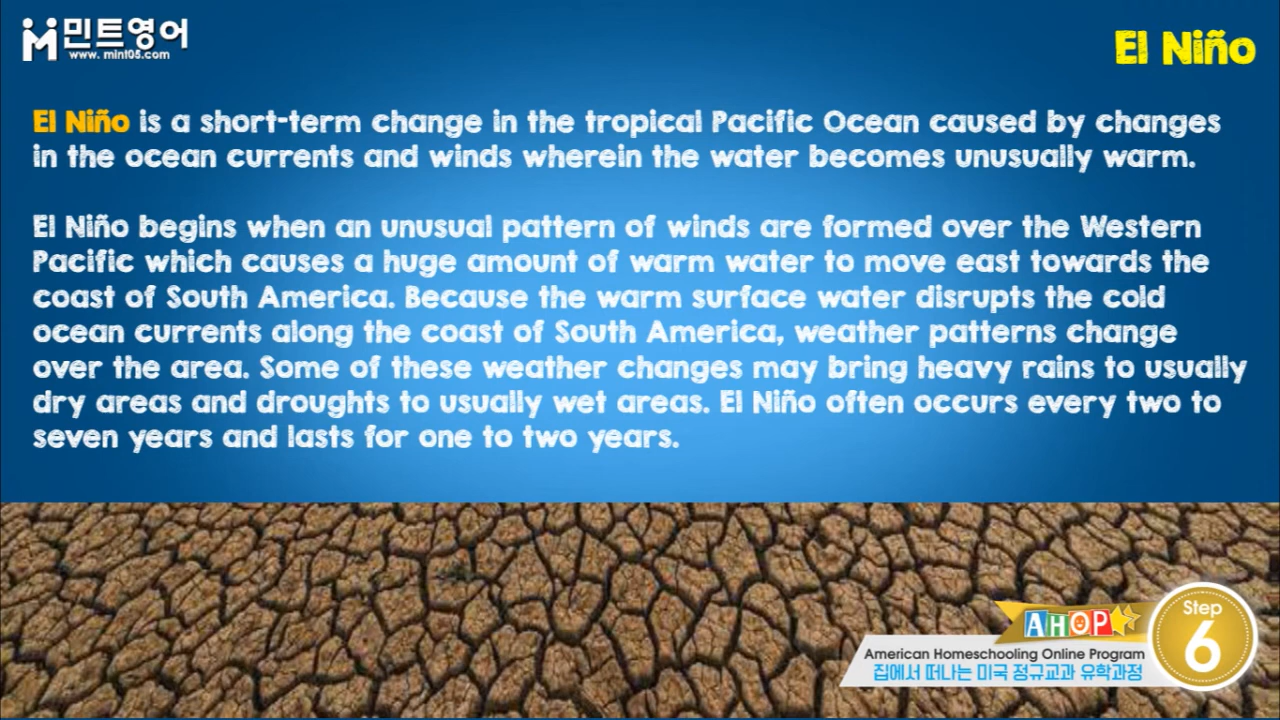 민트영어
www. mint05.com
El Niño
El Niño is a short-term change in the tropical Pacific Ocean caused by changes
in the ocean currents and winds wherein the water becomes unusually warm.
El Niño begins when an unusual pattern of winds are formed over the Western
Pacific which causes a huge amount of warm water to move east towards the
coast of South America. Because the warm surface water disrupts the cold
ocean currents along the coast of South America, weather patterns change
over the area. Some of these weather changes may bring heavy rains to usually
dry areas and droughts to usually wet areas. El Niño often occurs every two to
seven years and lasts for one to two years.
AHOP
American Homeschooling Online Program
집에서 떠나는 미국 정규교과 유학과정
Step
6